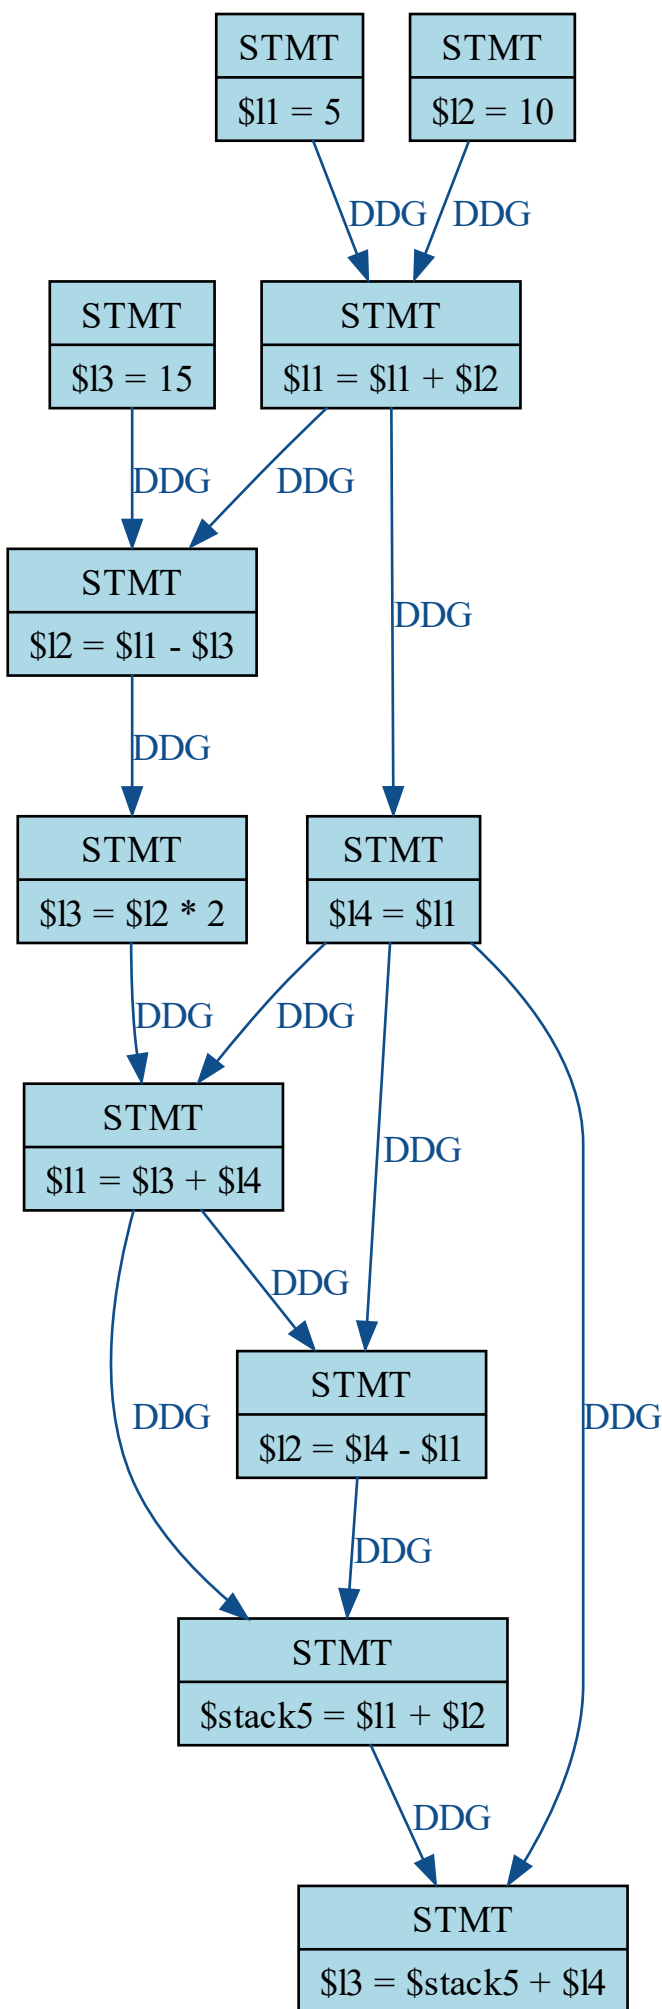 STMT
$l1 = 5
STMT
$l2 = 10
DDG
DDG
STMT
$l3 = 15
STMT
$l1 = $l1 + $l2
DDG
DDG
DDG
STMT
$l2 = $l1 - $l3
DDG
STMT
$l3 = $l2 * 2
STMT
$l4 = $l1
DDG
DDG
DDG
DDG
STMT
$l1 = $l3 + $l4
DDG
DDG
STMT
$l2 = $l4 - $l1
DDG
STMT
$stack5 = $l1 + $l2
DDG
STMT
$l3 = $stack5 + $l4